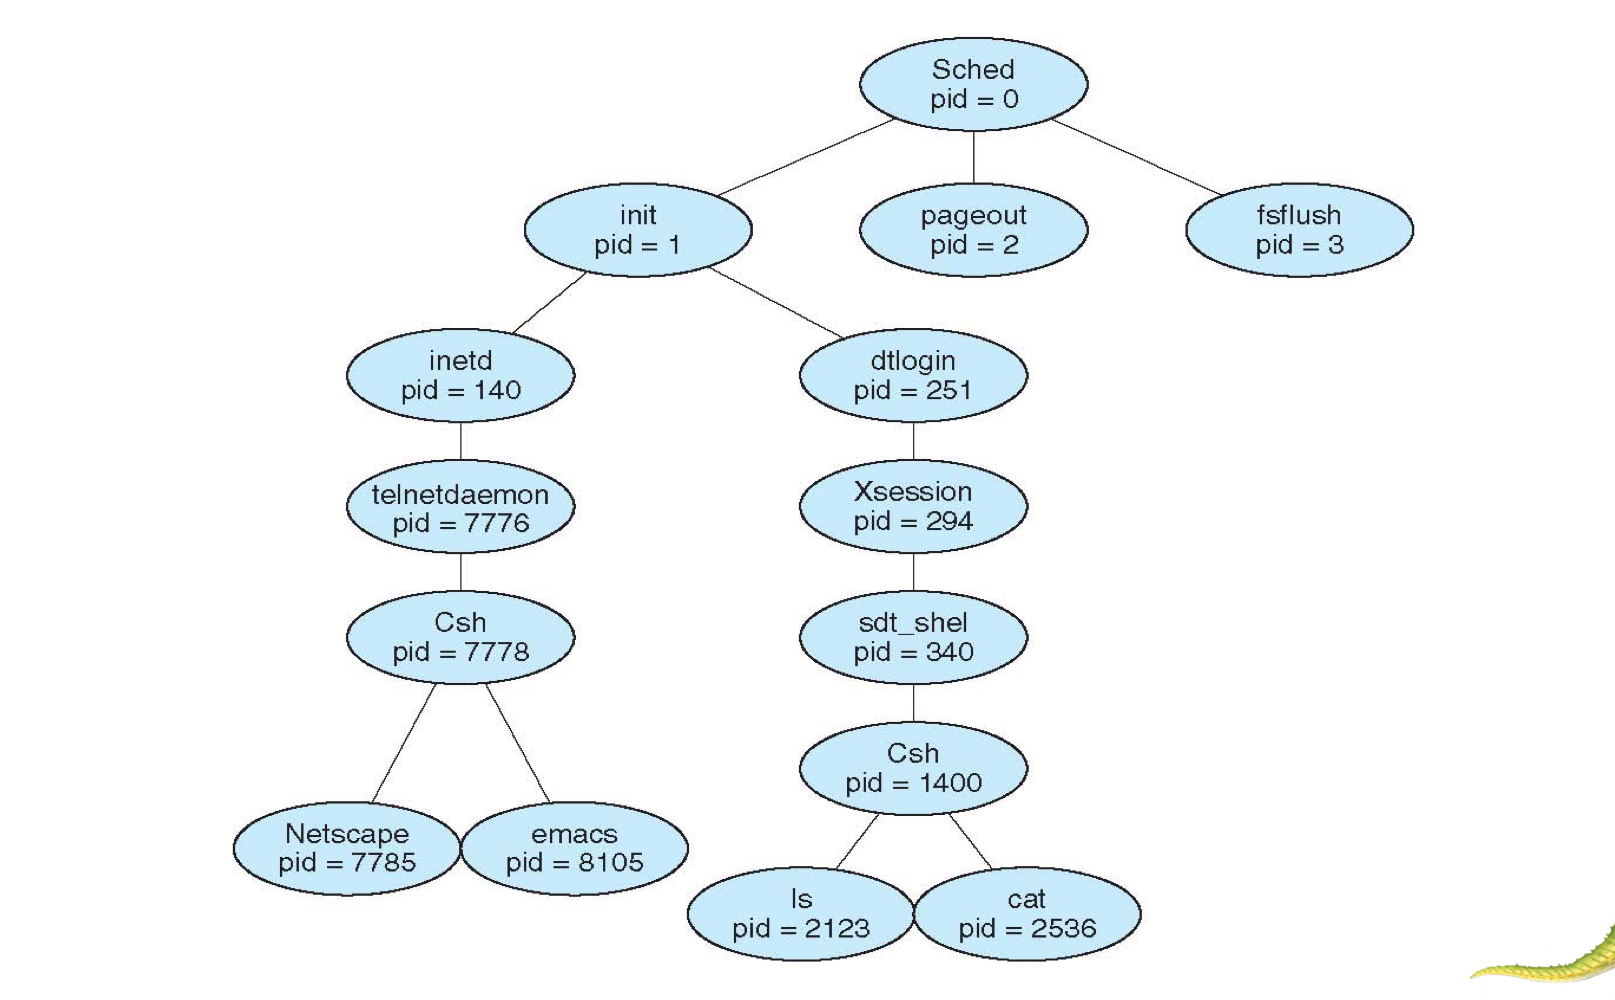 Sched
pid = 0
init
pid = 1
pageout
pid = 2
fsflush
pid = 3
inetd
pid = 140
dtlogin
pid = 251
telnetdaemon
pid = 7776
Xsession
pid = 294
Csh
pid = 7778
sdt_shel
pid = 340
Csh
pid = 1400
Netscape
pid = 7785
emacs
pid = 8105
ls
pid = 2123
cat
pid = 2536